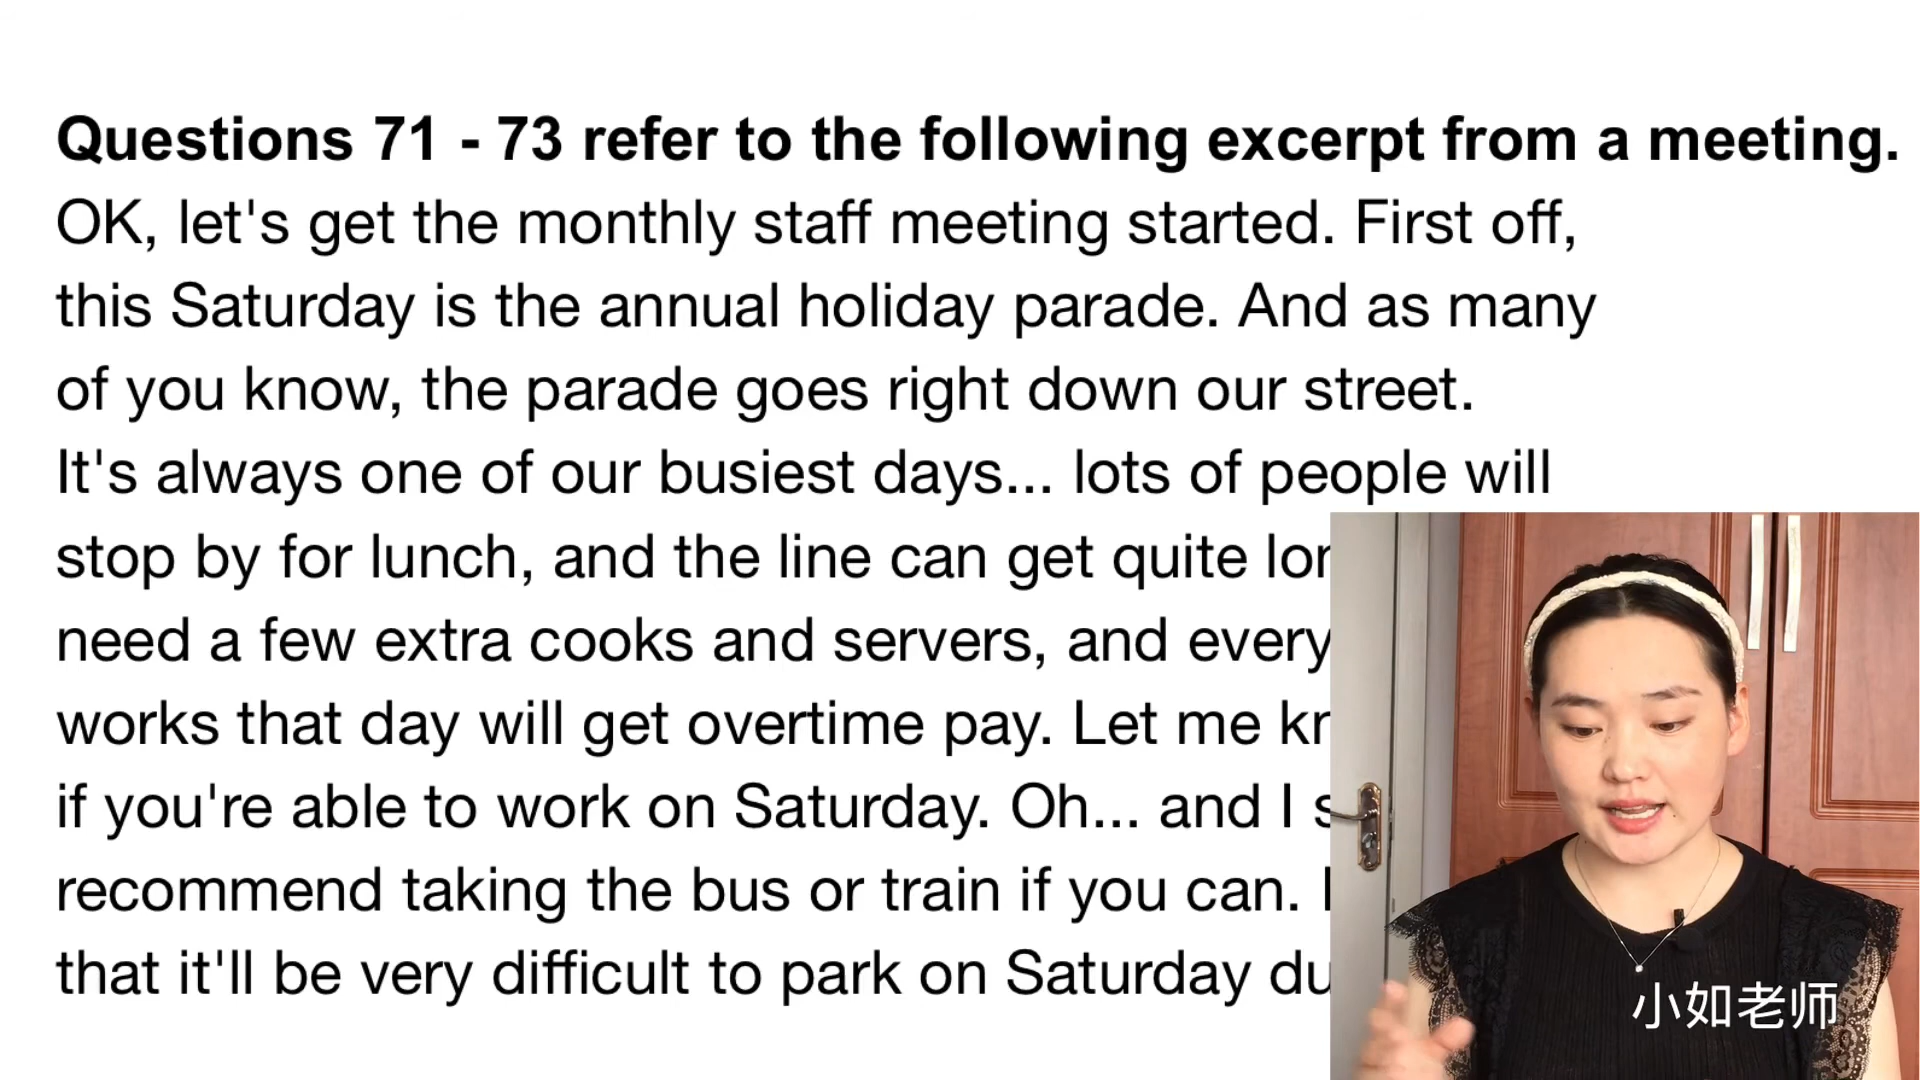 Questions 71 - 73 refer to the following excerpt from a meeting.
OK, let's get the monthly staff meeting started. First off,
this Saturday is the annual holiday parade. And as many
of you know, the parade goes right down our street.
It's always one of our busiest days... lots of people will
stop by for lunch, and the line can get quite
need a few extra cooks and servers, and every
works that day will get overtime pay. Let me
if you're able to work on Saturday. Oh... and I
recommend taking the bus or train if you can.
that it'll be very difficult to park on Saturday
小如老师